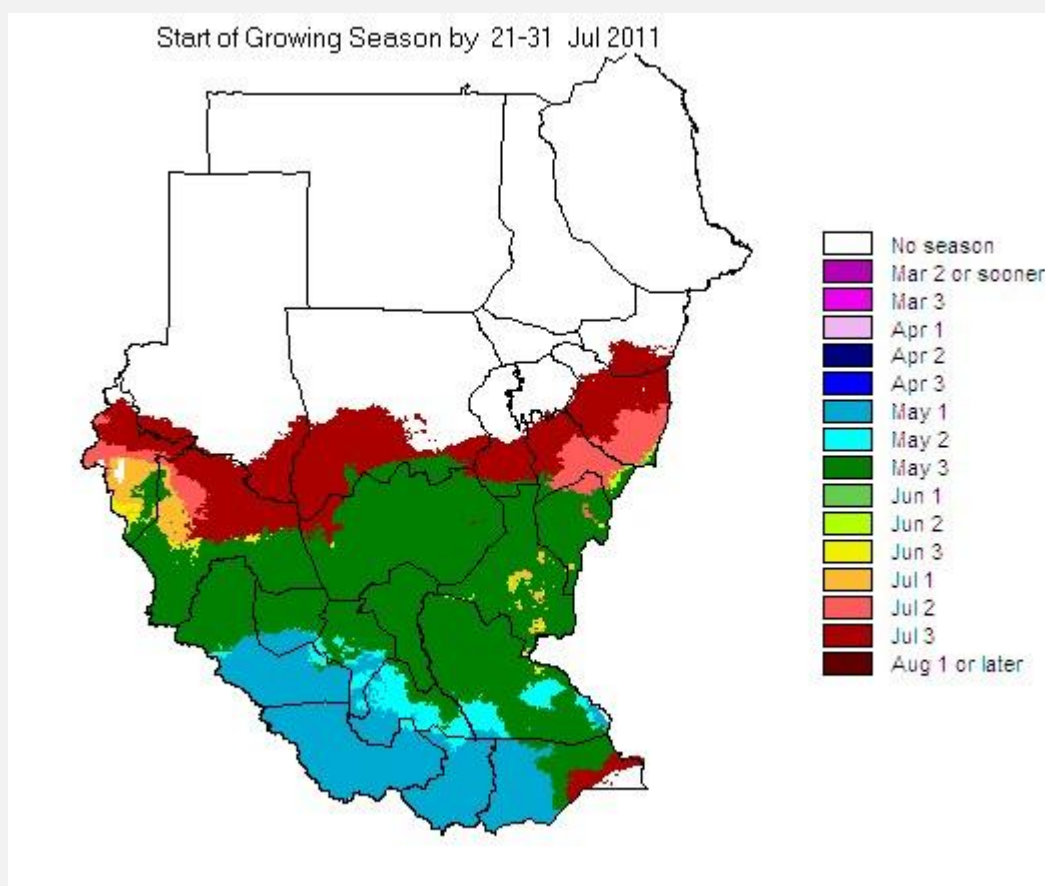 Start of Growing Season by 21-31 Jul 2011
No season
Mar 2 or sooner
Mar 3
Apr 1
Apr 2
Apr 3
May 1
May 2
May 3
Jun 1
Jun 2
Jun 3
Jul 1
Jul 2
Jul 3
Aug 1 or later